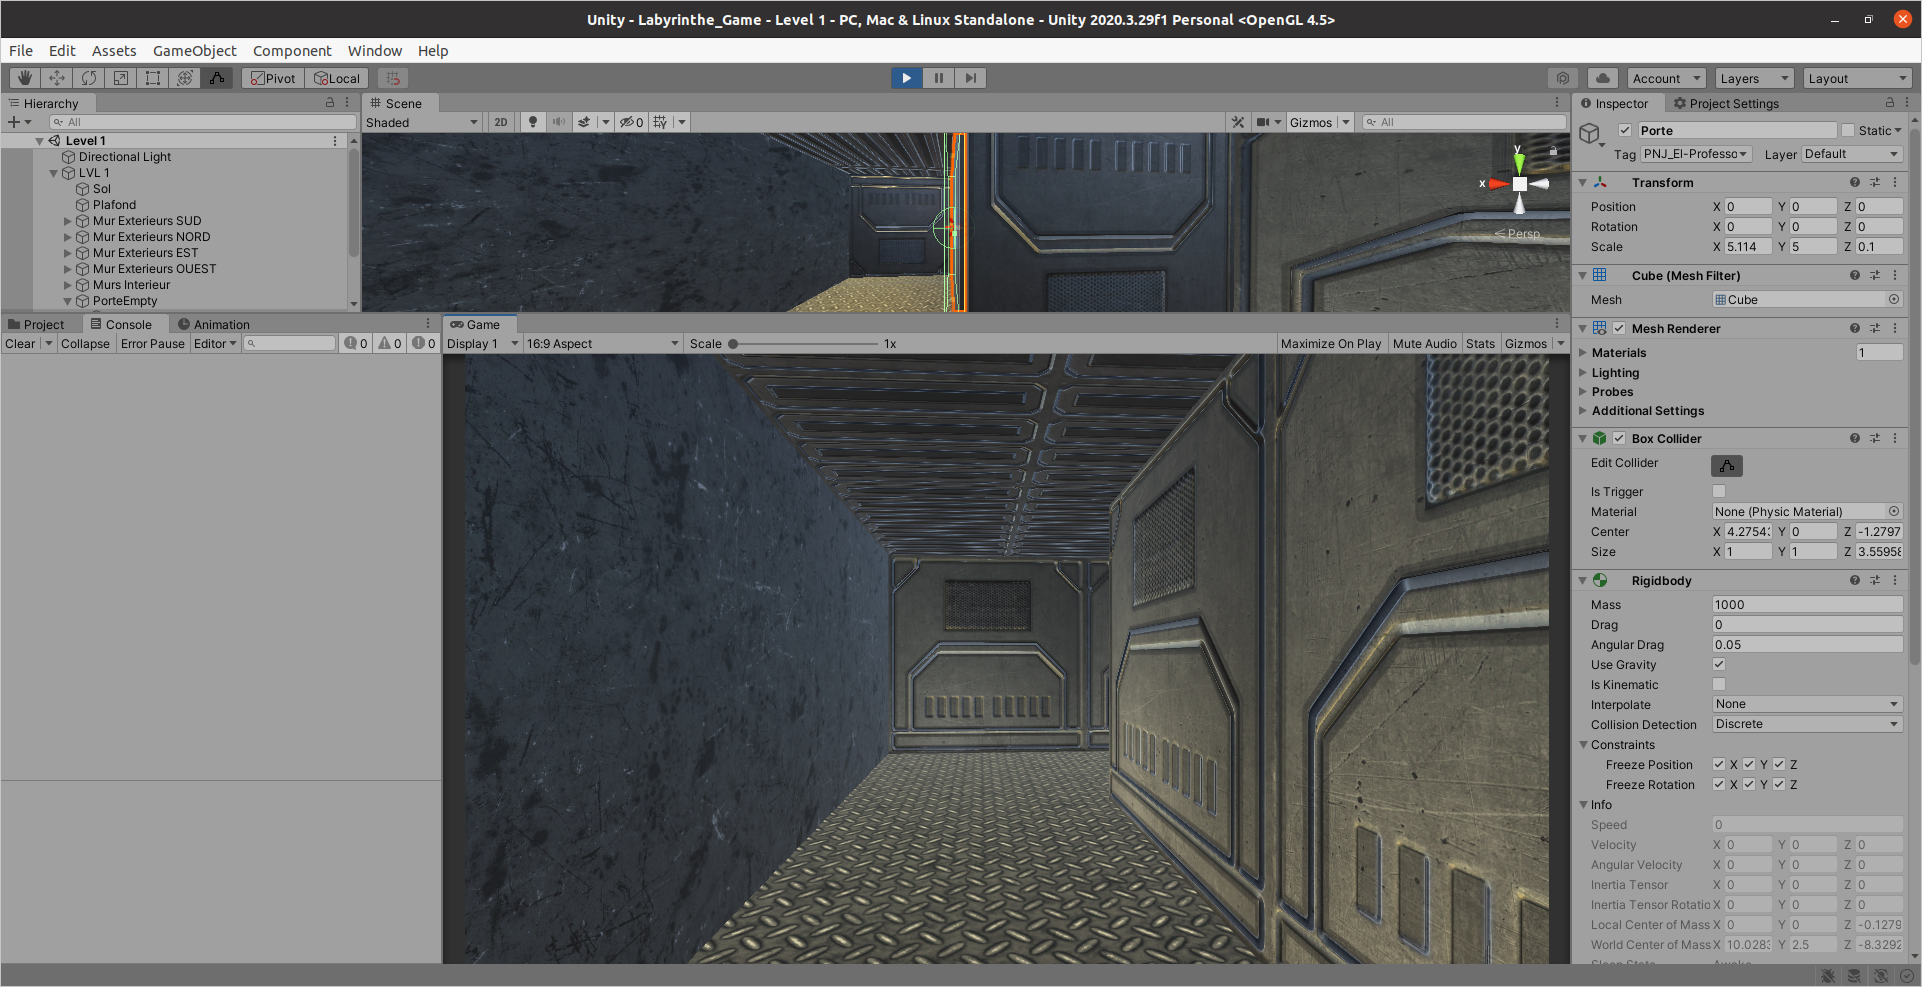 Unity - Labyrinthe_Game - Level 1 - PC, Mac & Linux Standalone - Unity 2020.3.29f1 Personal <OpenGL 4.5>
File Edit Assets GameObject Component Window Help
Pivot Local Account Layers Layout
Hierarchy
All
Level 1
Directional Light
LVL 1
Sol
Plafond
Mur Exterieurs SUD
Mur Exterieurs NORD
Mur Exterieurs EST
Mur Exterieurs OUEST
Murs Interieur
PorteEmpty
Scene
Shaded 2D 0 Gizmos All
y
x
Persp
Project Console Animation
Clear Collapse Error Pause Editor 0 0 0
Game
Display 1 16:9 Aspect Scale 1x Maximize On Play Mute Audio Stats Gizmos
Inspector Project Settings
Porte Static
Tag PNJ_El-Professo Layer Default
Transform
Position X 0 Y 0 Z 0
Rotation X 0 Y 0 Z 0
Scale X 5.114 Y 5 Z 0.1
Cube (Mesh Filter)
Mesh Cube
Mesh Renderer
Materials 1
Lighting
Probes
Additional Settings
Box Collider
Edit Collider
Is Trigger
Material None (Physic Material)
Center X 4.2754 Y 0 Z -1.2797
Size X 1 Y 1 Z 3.5595
Rigidbody
Mass 1000
Drag 0
Angular Drag 0.05
Use Gravity
Is Kinematic
Interpolate None
Collision Detection Discrete
Constraints
Freeze Position X Y Z
Freeze Rotation X Y Z
Info
Speed 0
Velocity X 0 Y 0 Z 0
Angular Velocity X 0 Y 0 Z 0
Inertia Tensor X 0 Y 0 Z 0
Inertia Tensor Rotatio X 0 Y 0 Z 0
Local Center of Mass X 0 Y 0 Z -0.1279
World Center of Mass X 10.028 Y 2.5 Z -8.3292